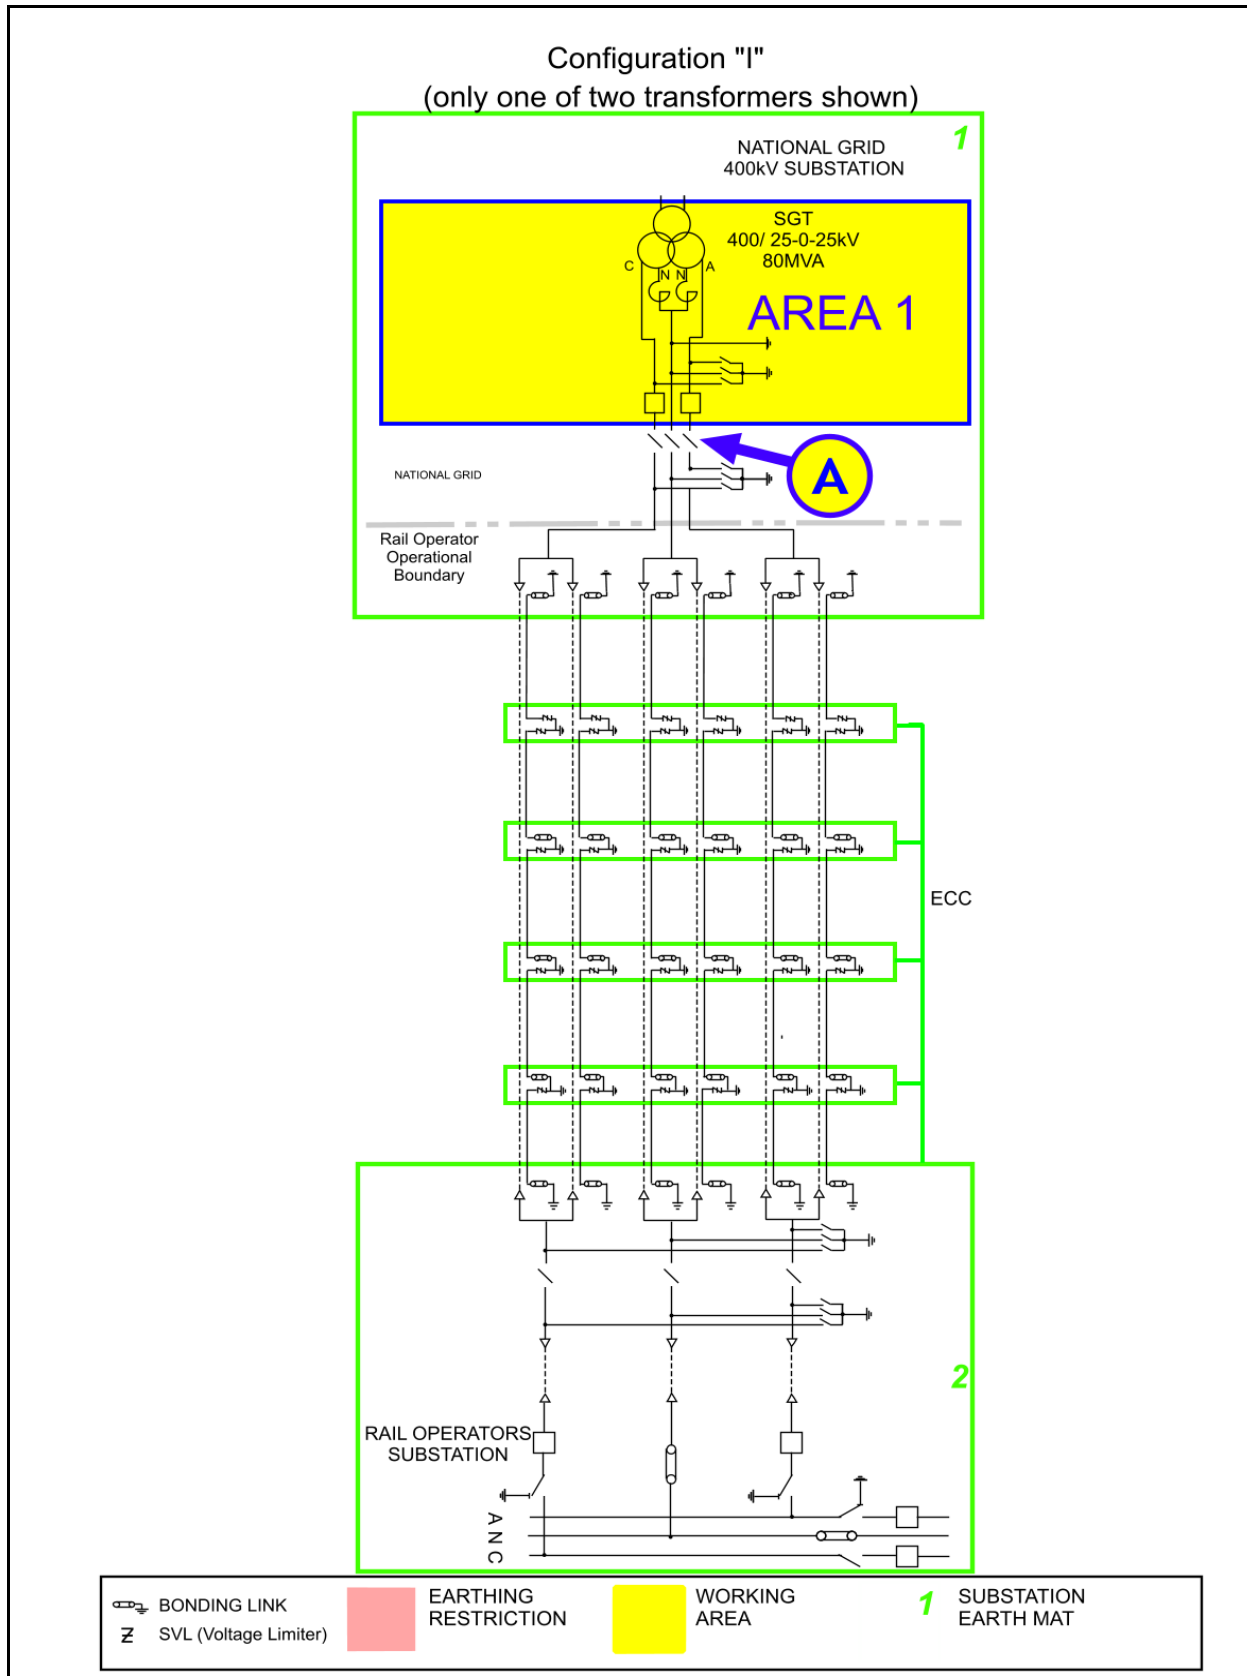 Configuration "I"
(only one of two transformers shown)
1
NATIONAL GRID
400kV SUBSTATION
SGT
400/ 25-0-25kV
80MVA
C
N N
A
AREA 1
A
NATIONAL GRID
Rail Operator
Operational
Boundary
ECC
2
RAIL OPERATORS
SUBSTATION
A
N
C
BONDING LINK
SVL (Voltage Limiter)
EARTHING
RESTRICTION
WORKING
AREA
1
SUBSTATION
EARTH MAT